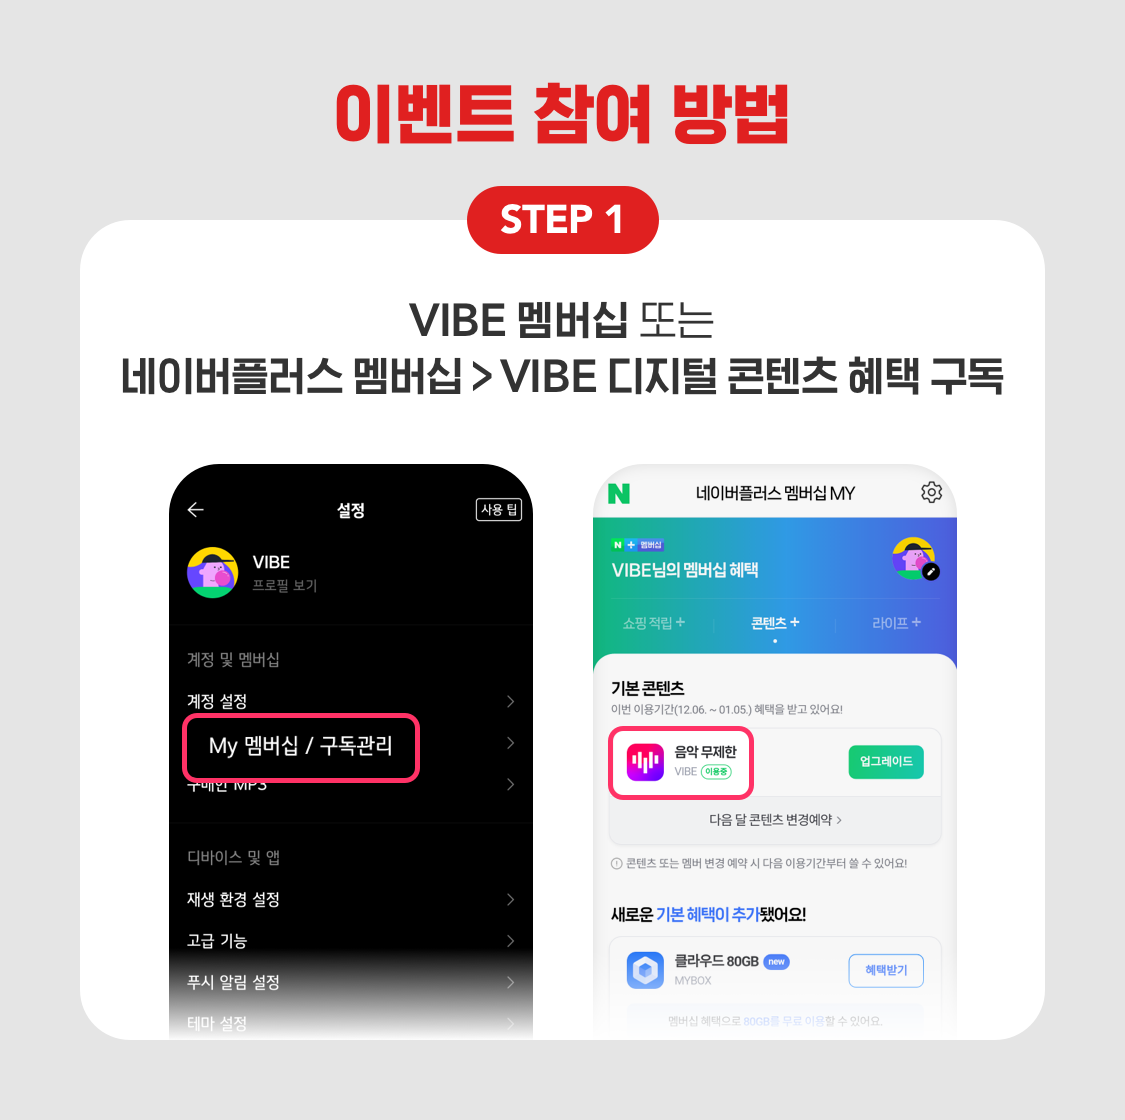 이벤트 참여 방법
STEP 1
VIBE 멤버십 또는
네이버플러스 멤버십 > VIBE 디지털 콘텐츠 혜택 구독
설정
사용 팁
VIBE
프로필 보기
계정 및 멤버십
계정 설정
My 멤버십 / 구독관리
구매한 MP3
디바이스 및 앱
재생 환경 설정
고급 기능
푸시 알림 설정
테마 설정
N
네이버플러스 멤버십 MY
N + 멤버십
VIBE님의 멤버십 혜택
쇼핑 적립 +
콘텐츠 +
라이프 +
기본 콘텐츠
이번 이용기간(12.06. ~ 01.05.) 혜택을 받고 있어요!
음악 무제한
VIBE 이용중
업그레이드
다음 달 콘텐츠 변경예약 >
콘텐츠 또는 멤버 변경 예약 시 다음 이용기간부터 쓸 수 있어요!
새로운 기본 혜택이 추가됐어요!
클라우드 80GB new
MYBOX
혜택받기
멤버십 혜택으로 80GB를 무료 이용할 수 있어요.